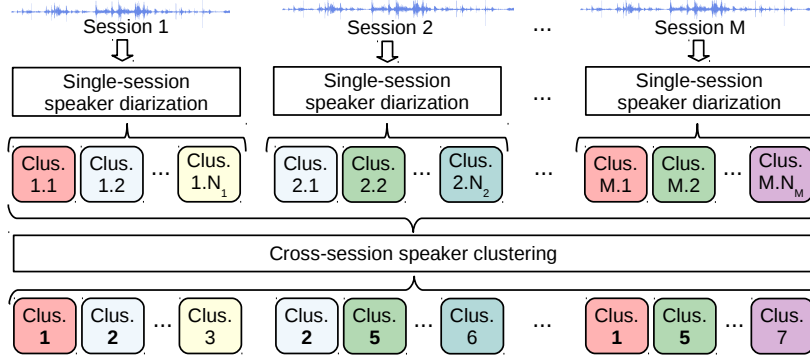 Session 1 Session 2 ... Session M
Single-session speaker diarization
Single-session speaker diarization
...
Single-session speaker diarization
Clus. 1.1
Clus. 1.2
...
Clus. 1.N1
Clus. 2.1
Clus. 2.2
...
Clus. 2.N2
...
Clus. M.1
Clus. M.2
...
Clus. M.NM
Cross-session speaker clustering
Clus. 1
Clus. 2
...
Clus. 3
Clus. 2
Clus. 5
...
Clus. 6
...
Clus. 1
Clus. 5
...
Clus. 7